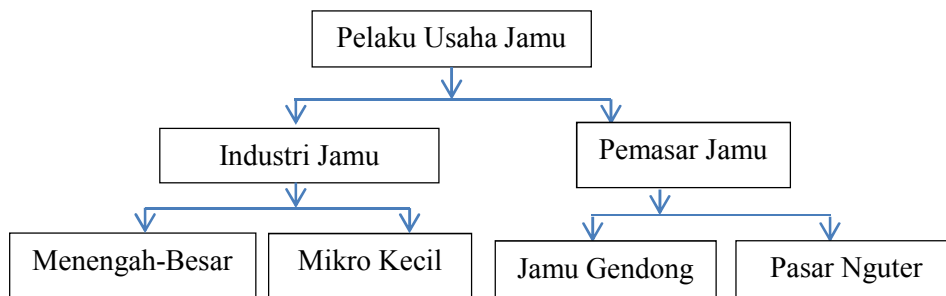 Pelaku Usaha Jamu
Industri Jamu
Pemasar Jamu
Menengah-Besar
Mikro Kecil
Jamu Gendong
Pasar Nguter